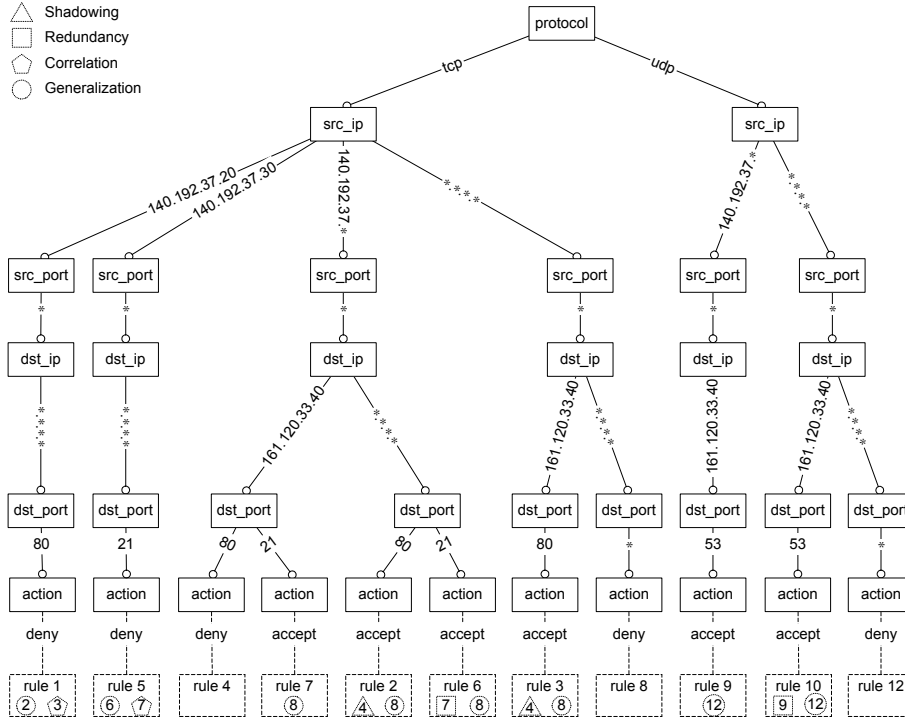 Shadowing
Redundancy
Correlation
Generalization
protocol
tcp
udp
src_ip
src_ip
140.192.37.20
140.192.37.30
140.192.37.*
*.*.*.*
140.192.37.*
*.*.*.*
src_port
src_port
src_port
src_port
src_port
src_port
*
*
*
*
*
*
dst_ip
dst_ip
dst_ip
dst_ip
dst_ip
dst_ip
*.*.*.*
*.*.*.*
161.120.33.40
*.*.*.*
161.120.33.40
*.*.*.*
161.120.33.40
161.120.33.40
*.*.*.*
dst_port
dst_port
dst_port
dst_port
dst_port
dst_port
dst_port
dst_port
dst_port
80
21
80
21
80
21
80
*
53
53
*
action
action
action
action
action
action
action
action
action
action
action
deny
deny
deny
accept
accept
accept
accept
deny
accept
accept
deny
rule 1
rule 5
rule 4
rule 7
rule 2
rule 6
rule 3
rule 8
rule 9
rule 10
rule 12
2 3
6 7
8
4 8
7 8
4 8
12
9 12